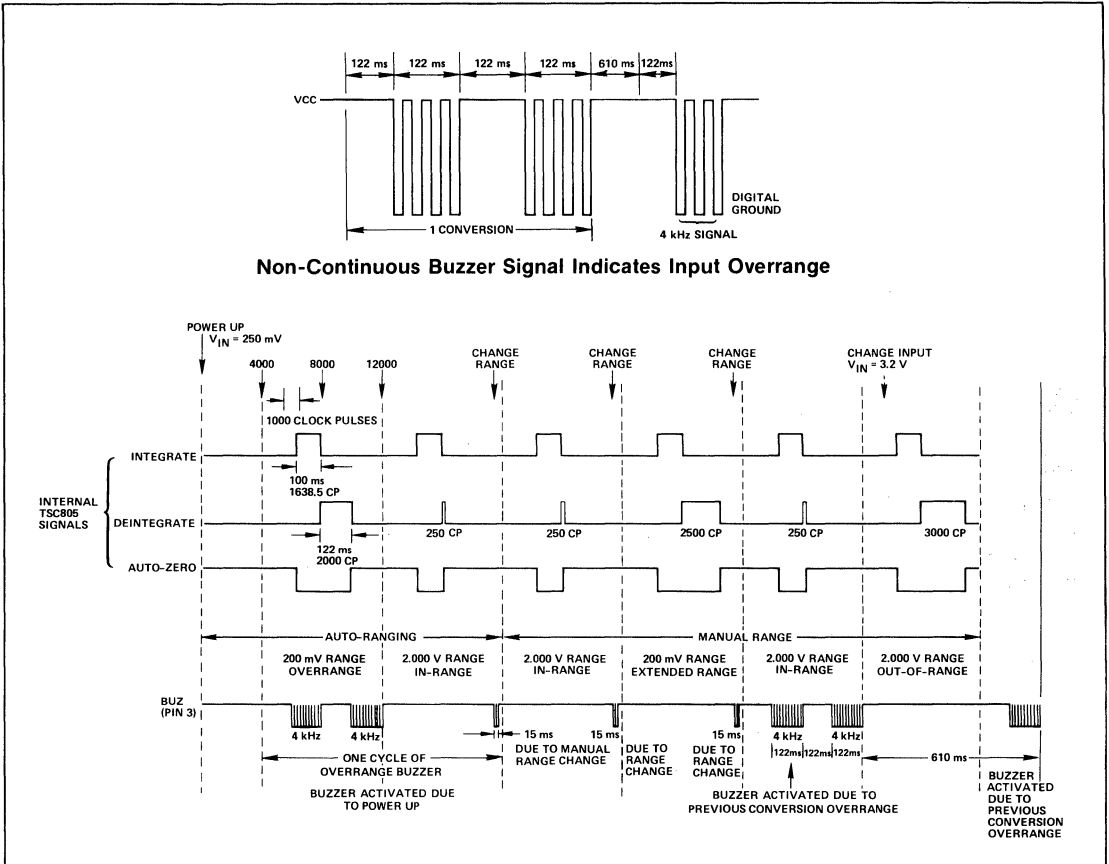 122 ms 122 ms 122 ms 122 ms 610 ms 122ms
VCC
DIGITAL
GROUND
1 CONVERSION
4 kHz SIGNAL
Non-Continuous Buzzer Signal Indicates Input Overrange
POWER UP
VIN = 250 mV
4000 8000 12000
CHANGE
RANGE
CHANGE
RANGE
CHANGE
RANGE
CHANGE INPUT
VIN = 3.2 V
1000 CLOCK PULSES
INTEGRATE
100 ms
1638.5 CP
INTERNAL
TSC805
SIGNALS
DEINTEGRATE
122 ms
2000 CP
250 CP
250 CP
2500 CP
250 CP
3000 CP
AUTO-ZERO
AUTO-RANGING
MANUAL RANGE
200 mV RANGE
OVERRANGE
2.000 V RANGE
IN-RANGE
2.000 V RANGE
IN-RANGE
200 mV RANGE
EXTENDED RANGE
2.000 V RANGE
IN-RANGE
2.000 V RANGE
OUT-OF-RANGE
BUZ
(PIN 3)
4 kHz 4 kHz
15 ms
15 ms
15 ms
4 kHz 4 kHz
122ms 122ms 122ms
610 ms
ONE CYCLE OF
OVERRANGE BUZZER
BUZZER ACTIVATED DUE
TO POWER UP
DUE TO MANUAL
RANGE CHANGE
DUE TO
RANGE
CHANGE
DUE TO
RANGE
CHANGE
BUZZER ACTIVATED DUE TO
PREVIOUS CONVERSION OVERRANGE
BUZZER
ACTIVATED
DUE TO
PREVIOUS
CONVERSION
OVERRANGE